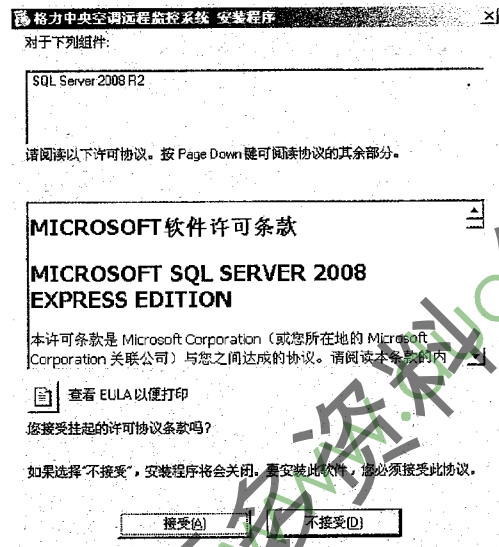 格力中央空调远程监控系统 安装程序
对于下列组件:
SQL Server 2008 R2
请阅读以下许可协议。按 Page Down 键可阅读协议的其余部分。
MICROSOFT软件许可条款
MICROSOFT SQL SERVER 2008
EXPRESS EDITION
本许可条款是 Microsoft Corporation（或您所在地的 Microsoft
Corporation 关联公司）与您之间达成的协议。请阅读本条款的内
查看 EULA 以便打印
您接受挂起的许可协议条款吗?
如果选择“不接受”，安装程序将会关闭。要安装此软件，您必须接受此协议。
接受(A)
不接受(D)
资料
www.